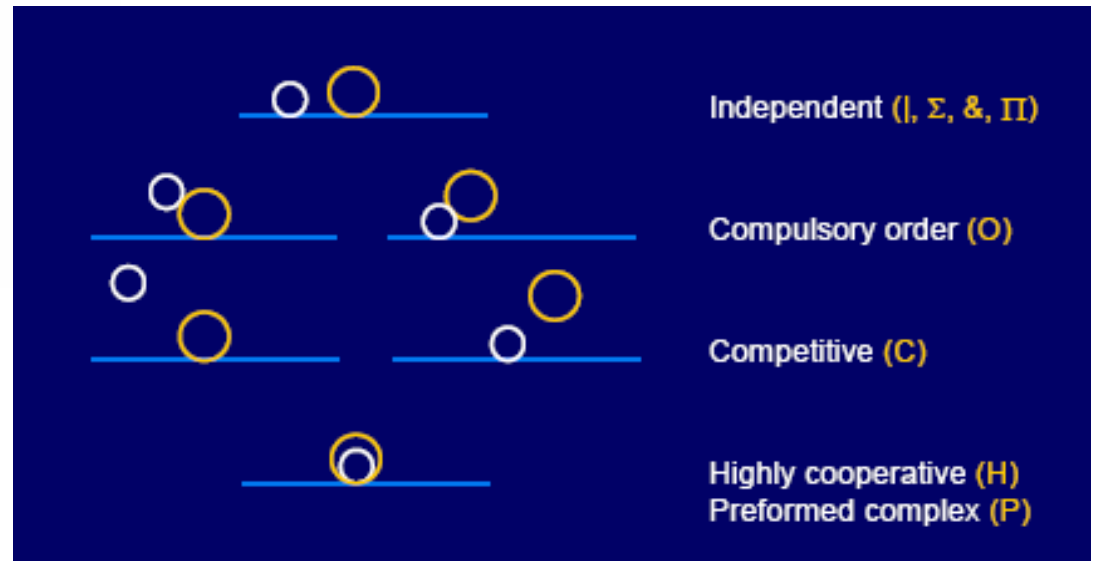 Independent (|, Σ, &, Π)
Compulsory order (O)
Competitive (C)
Highly cooperative (H)
Preformed complex (P)